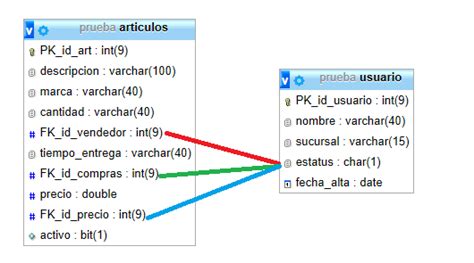 prueba articulos
PK_id_art : int(9)
descripcion : varchar(100)
marca : varchar(40)
cantidad : varchar(40)
# FK_id_vendedor : int(9)
tiempo_entrega : varchar(40)
# FK_id_compras : int(9)
# precio : double
# FK_id_precio : int(9)
activo : bit(1)
prueba usuario
PK_id_usuario : int(9)
nombre : varchar(40)
sucursal : varchar(15)
estatus : char(1)
fecha_alta : date